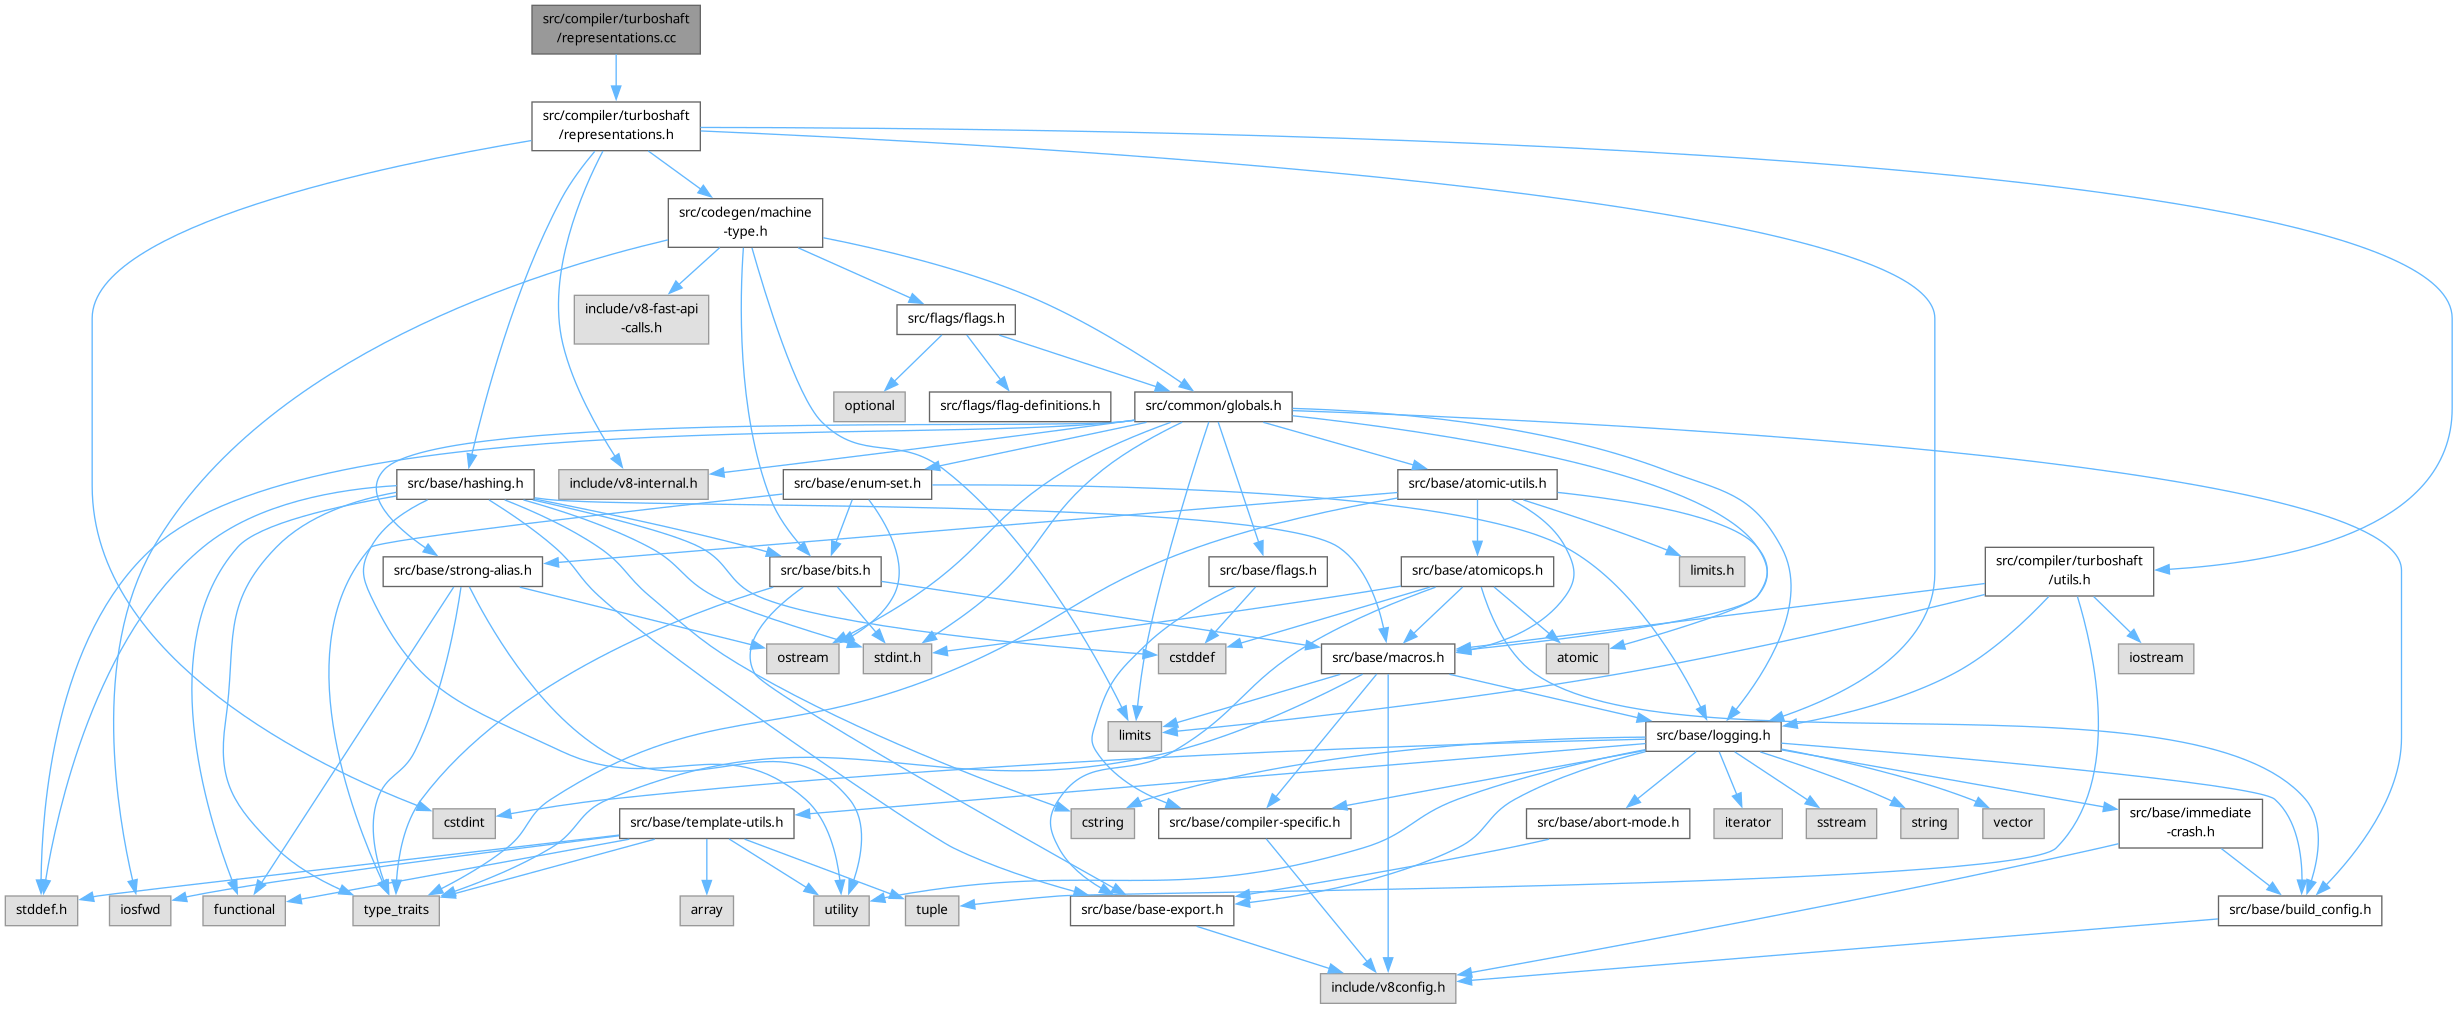 src/compiler/turboshaft
/representations.cc
src/compiler/turboshaft
/representations.h
src/codegen/machine
-type.h
include/v8-fast-api
-calls.h
src/flags/flags.h
optional
src/flags/flag-definitions.h
src/common/globals.h
src/base/hashing.h
include/v8-internal.h
src/base/enum-set.h
src/base/atomic-utils.h
src/base/strong-alias.h
src/base/bits.h
src/base/flags.h
src/base/atomicops.h
limits.h
src/compiler/turboshaft
/utils.h
ostream
stdint.h
cstddef
src/base/macros.h
atomic
iostream
limits
src/base/logging.h
cstdint
src/base/template-utils.h
cstring
src/base/compiler-specific.h
src/base/abort-mode.h
iterator
sstream
string
vector
src/base/immediate
-crash.h
stddef.h
iosfwd
functional
type_traits
array
utility
tuple
src/base/base-export.h
src/base/build_config.h
include/v8config.h